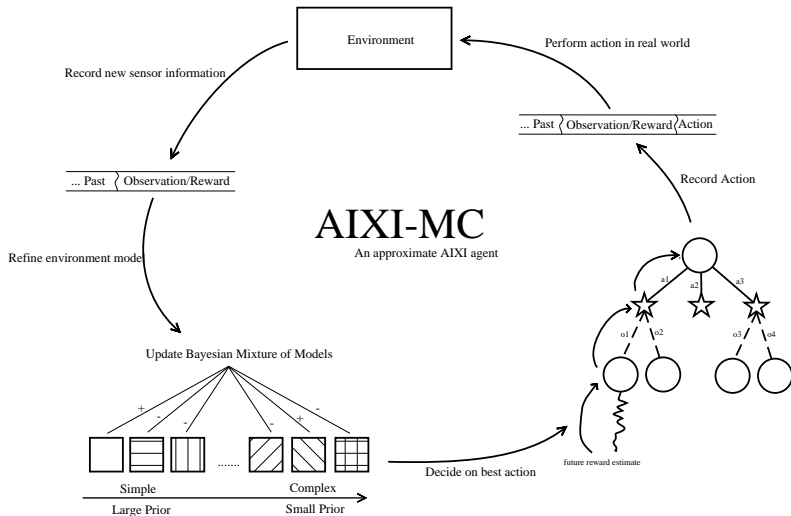 Environment
Perform action in real world
Record new sensor information
... Past Observation/Reward Action
... Past Observation/Reward
Record Action
AIXI-MC
An approximate AIXI agent
Refine environment model
a1 a2 a3
o1 o2 o3 o4
Update Bayesian Mixture of Models
+ - - - + -
.......
future reward estimate
Decide on best action
Simple Complex
Large Prior Small Prior